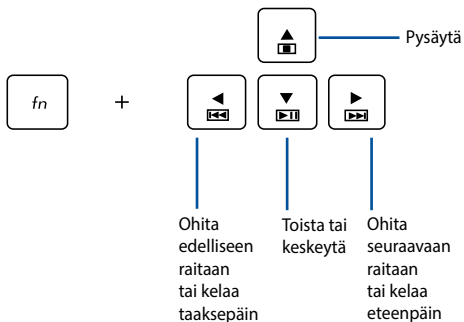 Pysäytä
fn
+
Ohita
edelliseen
raitaan
tai kelaa
taaksepäin
Toista tai
keskeytä
Ohita
seuraavaan
raitaan
tai kelaa
eteenpäin